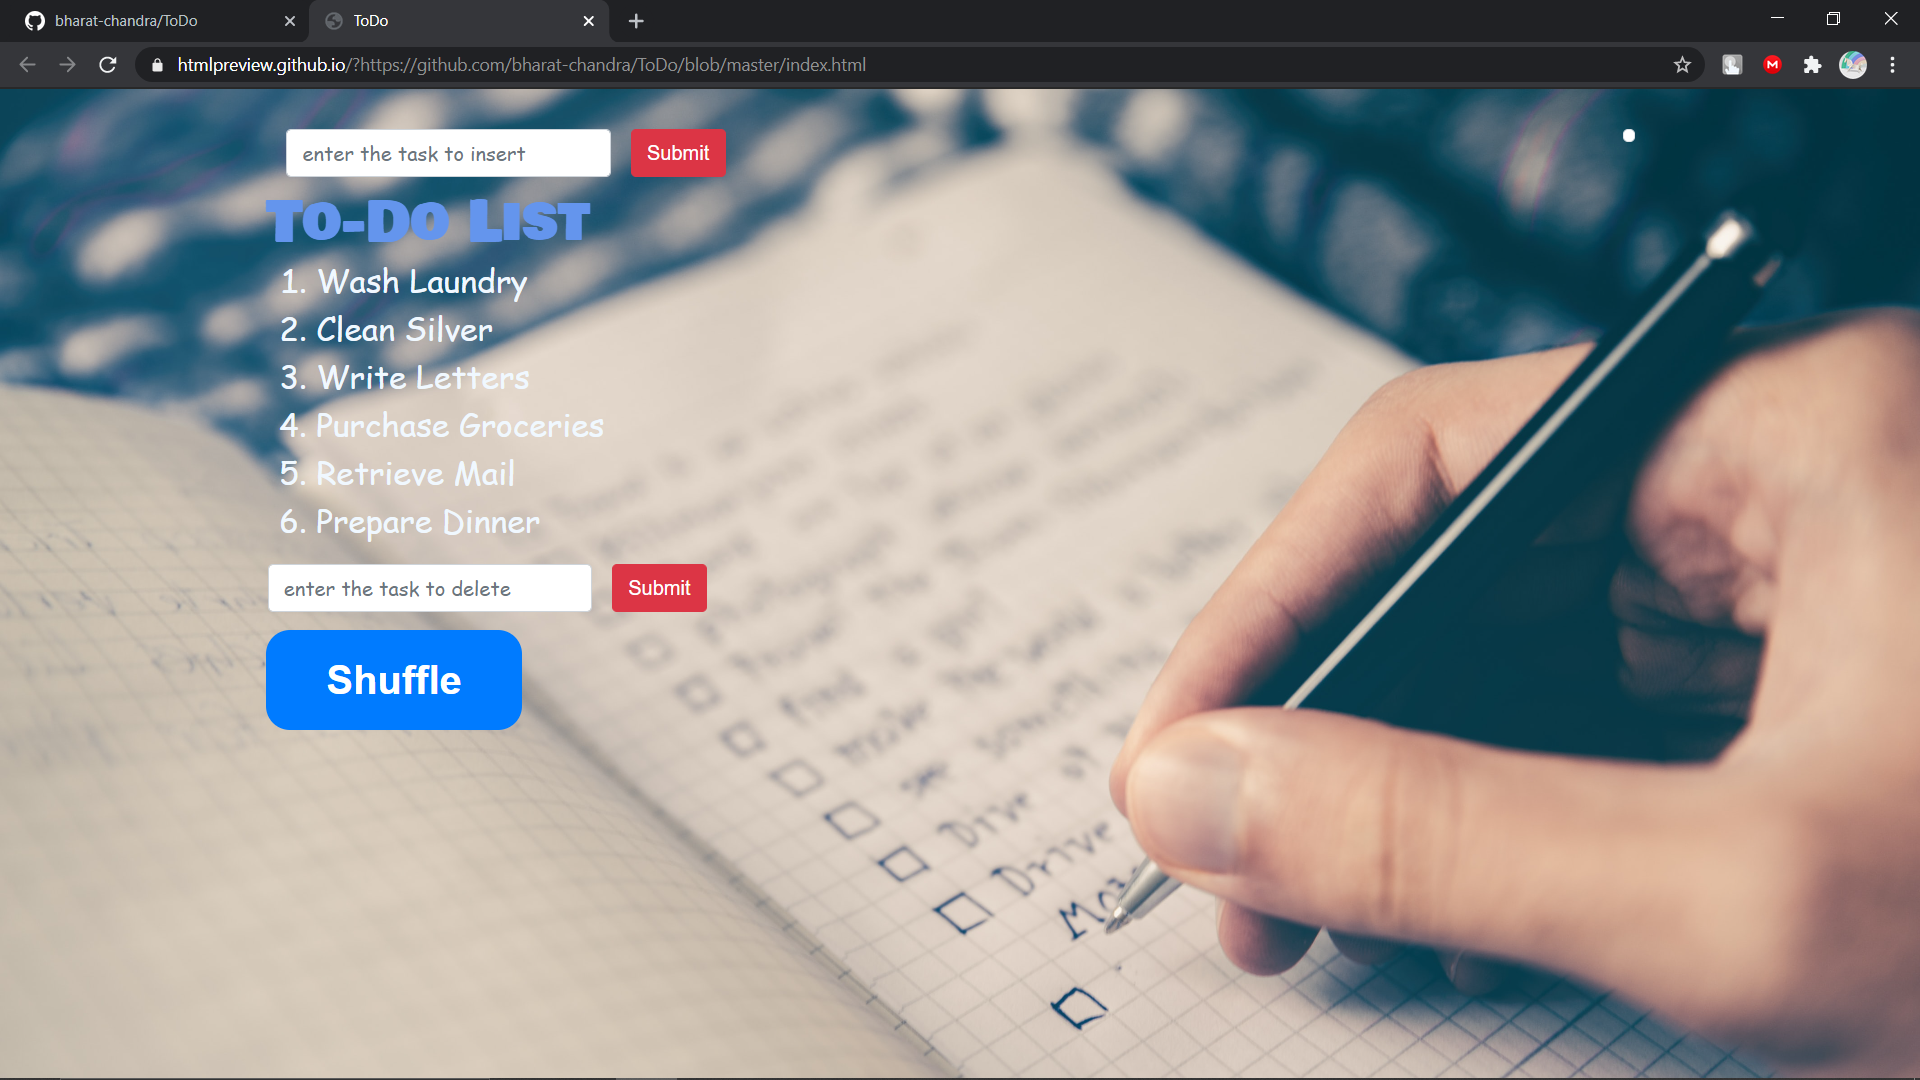 bharat-chandra/ToDo
ToDo
htmlpreview.github.io/?https://github.com/bharat-chandra/ToDo/blob/master/index.html
enter the task to insert
Submit
To-Do List
1. Wash Laundry
2. Clean Silver
3. Write Letters
4. Purchase Groceries
5. Retrieve Mail
6. Prepare Dinner
enter the task to delete
Submit
Shuffle
Drive
Drive